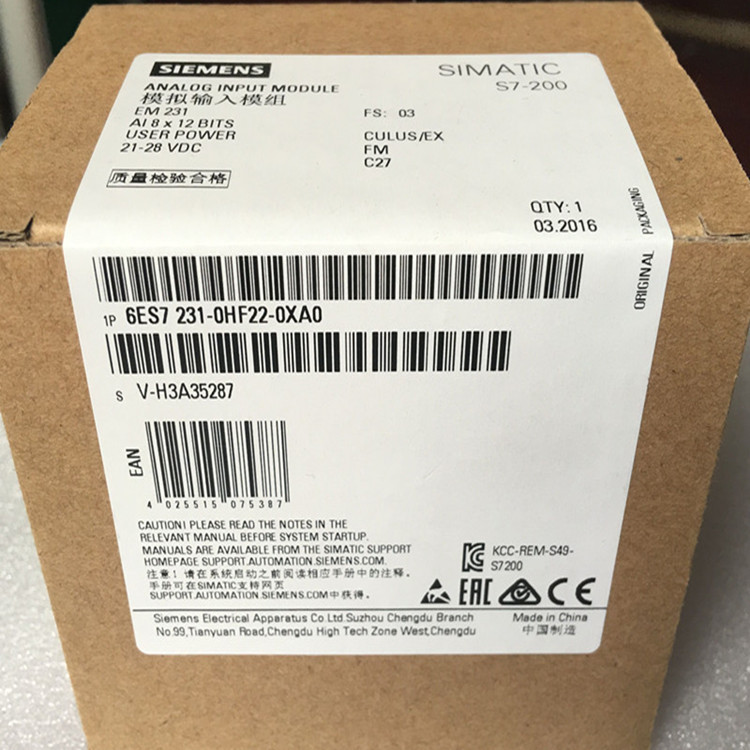 SIEMENS
SIMATIC
S7-200
ANALOG INPUT MODULE
模拟输入模组
EM 231
AI 8 x 12 BITS
USER POWER
21-28 VDC
FS: 03
CULUS/EX
FM
C27
质量检验合格
QTY: 1
03.2016
ORIGINAL PACKAGING
1P 6ES7 231-0HF22-0XA0
S V-H3A35287
EAN
4 025515 075387
CAUTION! PLEASE READ THE NOTES IN THE
RELEVANT MANUAL BEFORE SYSTEM STARTUP.
MANUALS ARE AVAILABLE FROM THE SIMATIC SUPPORT
HOMEPAGE SUPPORT.AUTOMATION.SIEMENS.COM.
注意！请在系统启动之前阅读相应手册中的注释。
手册可在SIMATIC支持网页
SUPPORT.AUTOMATION.SIEMENS.COM中获得。
KCC-REM-S49-
S7200
EAC
CE
Siemens Electrical Apparatus Co.Ltd.Suzhou Chengdu Branch
No.99,Tianyuan Road,Chengdu High Tech Zone West,Chengdu
Made in China
中国制造